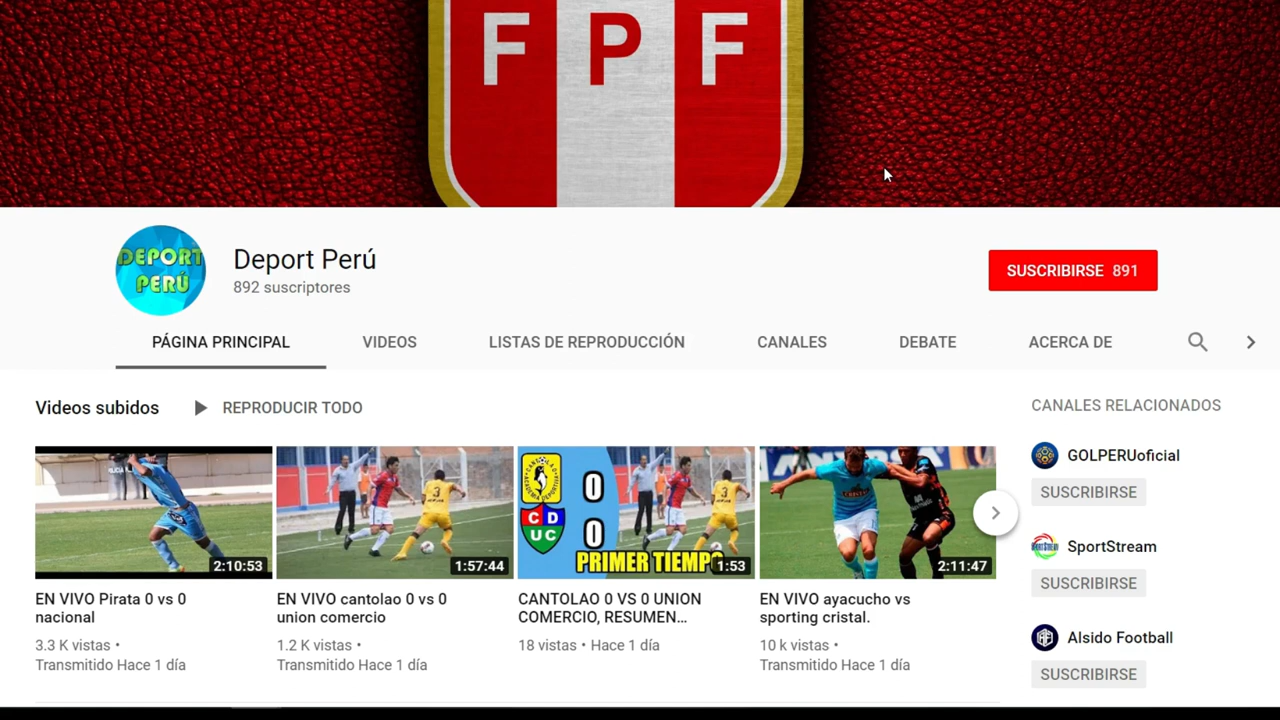 F P F
DEPORT
PERÚ
Deport Perú
892 suscriptores
SUSCRIBIRSE 891
PÁGINA PRINCIPAL
VIDEOS
LISTAS DE REPRODUCCIÓN
CANALES
DEBATE
ACERCA DE
Videos subidos
REPRODUCIR TODO
2:10:53
EN VIVO Pirata 0 vs 0
nacional
3.3 K vistas •
Transmitido Hace 1 día
3
1:57:44
EN VIVO cantolao 0 vs 0
union comercio
1.2 K vistas •
Transmitido Hace 1 día
0
C D
U C
0
3
PRIMER TIEMPO
1:53
CANTOLAO 0 VS 0 UNION
COMERCIO, RESUMEN...
18 vistas • Hace 1 día
2:11:47
EN VIVO ayacucho vs
sporting cristal.
10 k vistas •
Transmitido Hace 1 día
CANALES RELACIONADOS
GOLPERUoficial
SUSCRIBIRSE
SportStream
SUSCRIBIRSE
Alsido Football
SUSCRIBIRSE